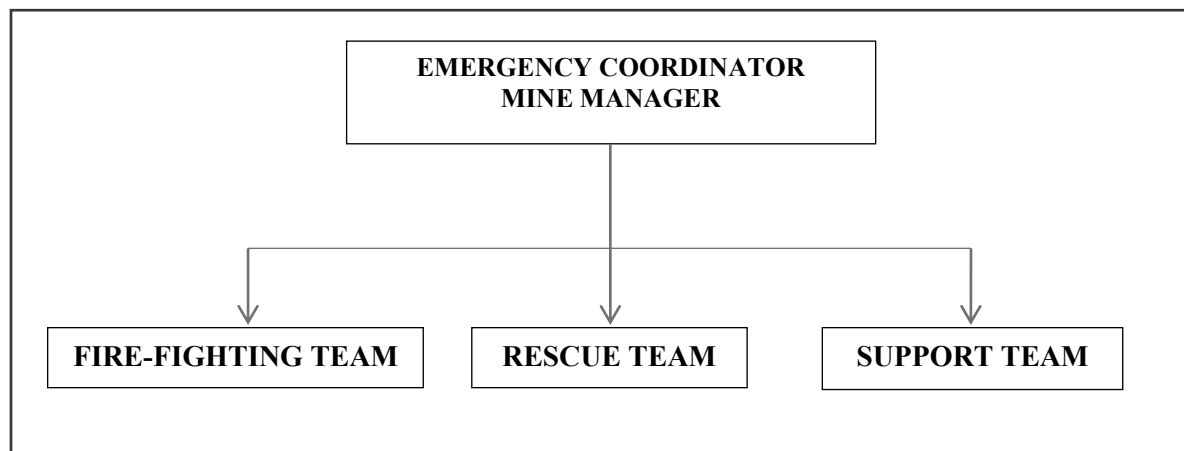 EMERGENCY COORDINATOR
MINE MANAGER
FIRE-FIGHTING TEAM
RESCUE TEAM
SUPPORT TEAM